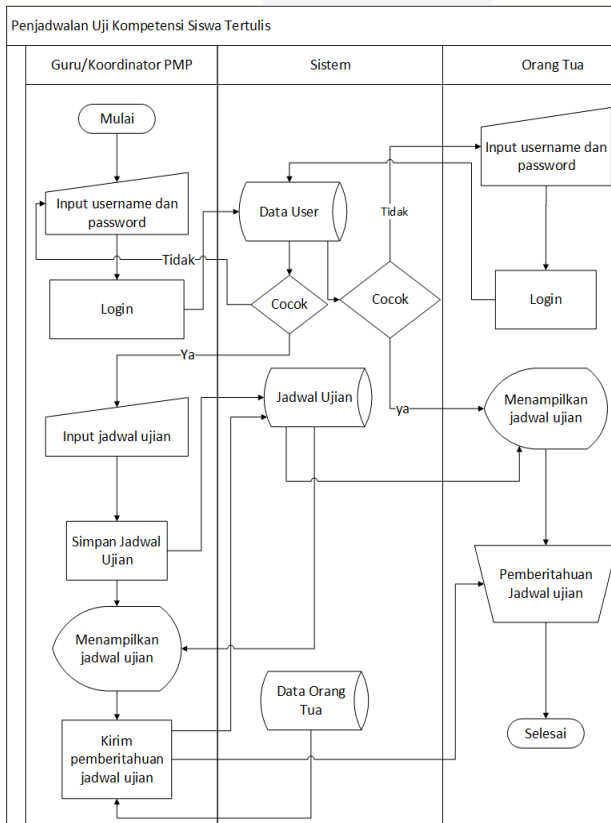 Penjadwalan Uji Kompetensi Siswa Tertulis
Guru/Koordinator PMP
Sistem
Orang Tua
Mulai
Input username dan
password
Login
Tidak
Ya
Input jadwal ujian
Simpan Jadwal
Ujian
Menampilkan
jadwal ujian
Kirim
pemberitahuan
jadwal ujian
Data User
Cocok
Cocok
Tidak
Jadwal Ujian
ya
Data Orang
Tua
Input username dan
password
Login
Menampilkan
jadwal ujian
Pemberitahuan
Jadwal ujian
Selesai